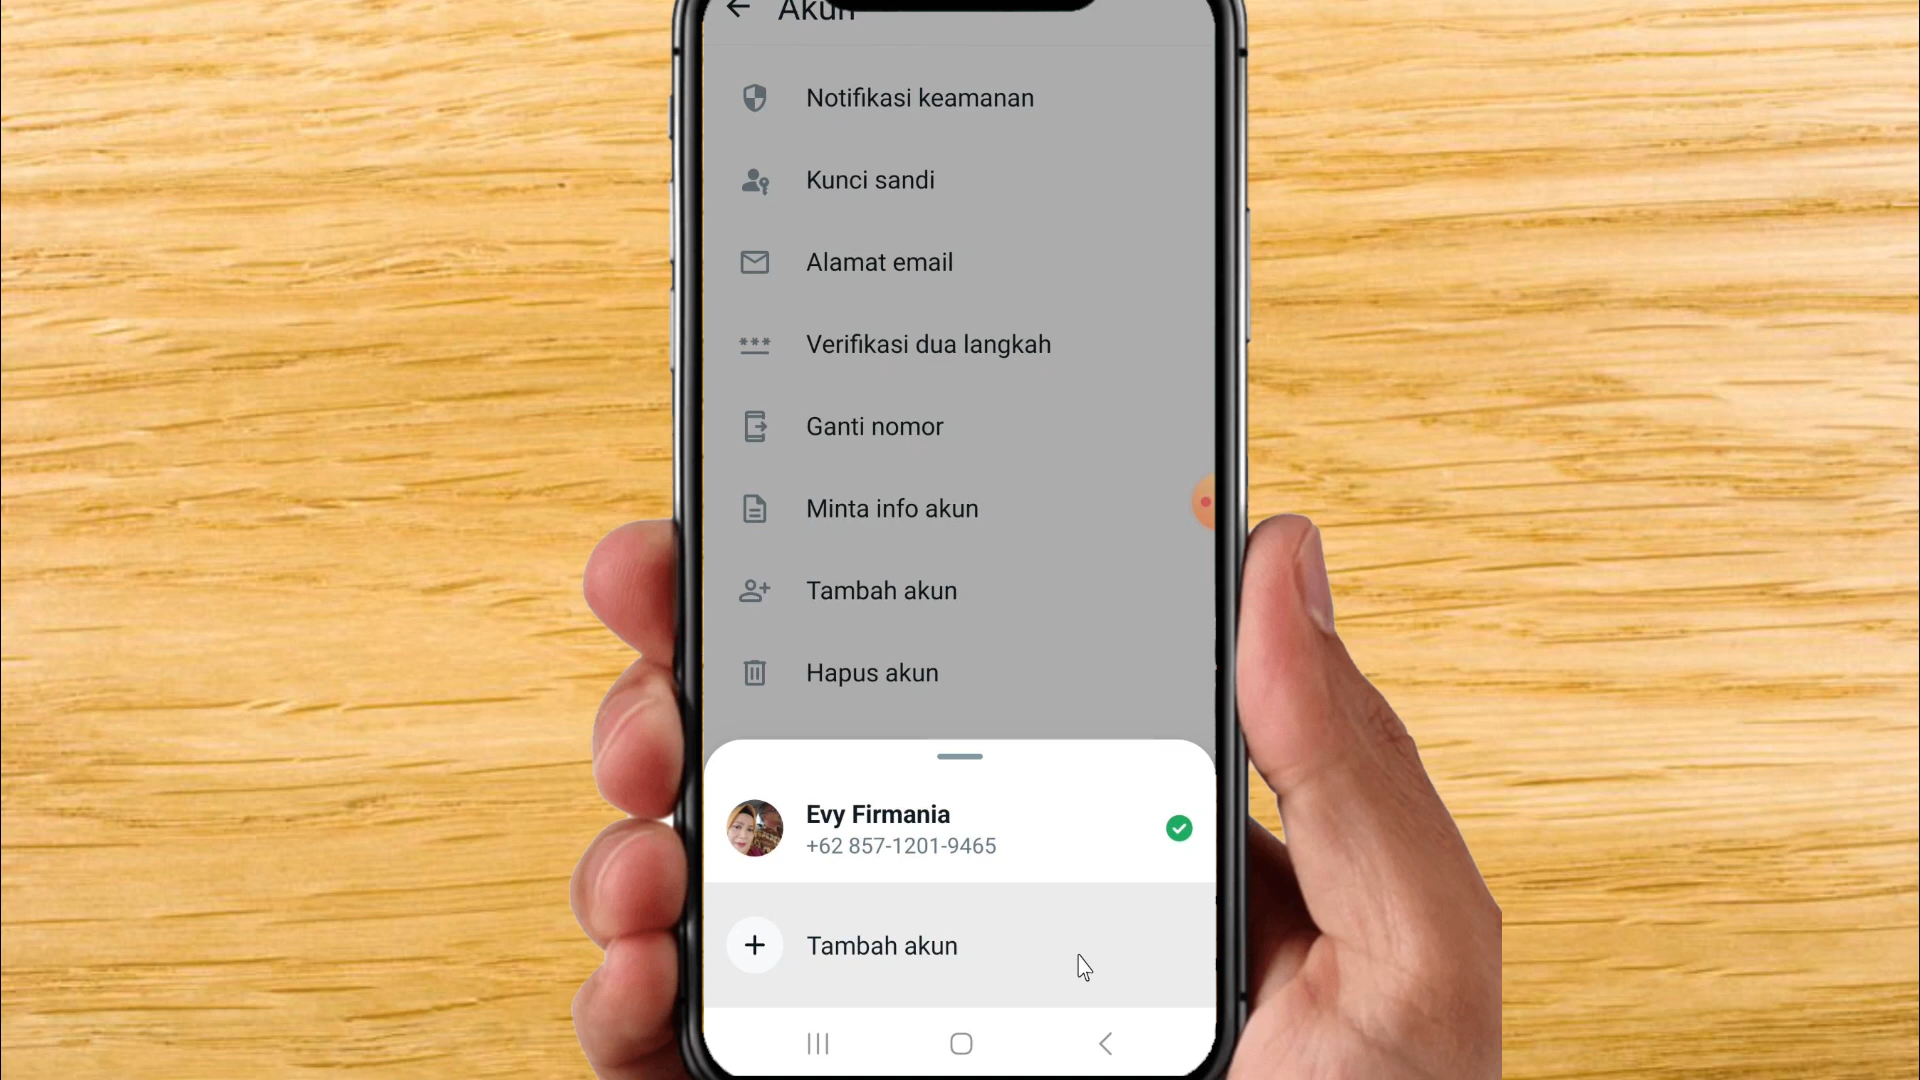 Akun
Notifikasi keamanan
Kunci sandi
Alamat email
Verifikasi dua langkah
Ganti nomor
Minta info akun
Tambah akun
Hapus akun
Evy Firmania
+62 857-1201-9465
Tambah akun